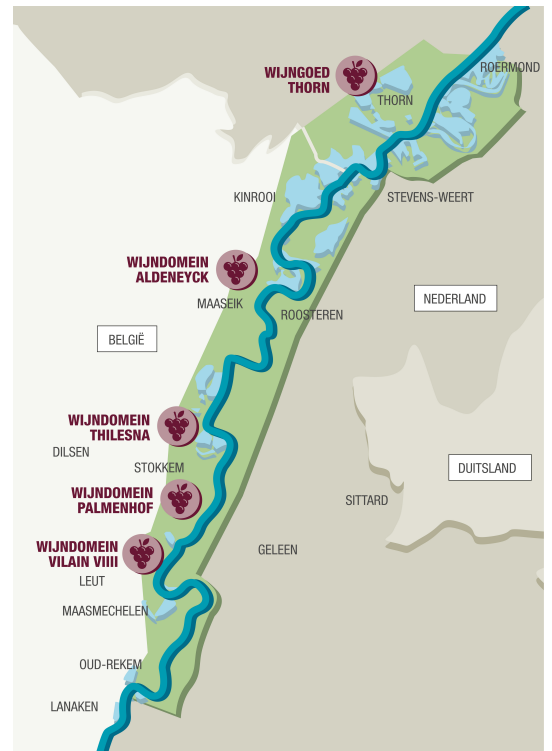 ROERMOND
WIJNGOED
THORN
THORN
KINROOI
STEVENS-WEERT
WIJNDOMEIN
ALDENEYCK
MAASEIK
NEDERLAND
ROOSTEREN
BELGIË
WIJNDOMEIN
THILESNA
DILSEN
STOKKEM
DUITSLAND
WIJNDOMEIN
PALMENHOF
SITTARD
WIJNDOMEIN
VILAIN VIIII
GELEEN
LEUT
MAASMECHELEN
OUD-REKEM
LANAKEN